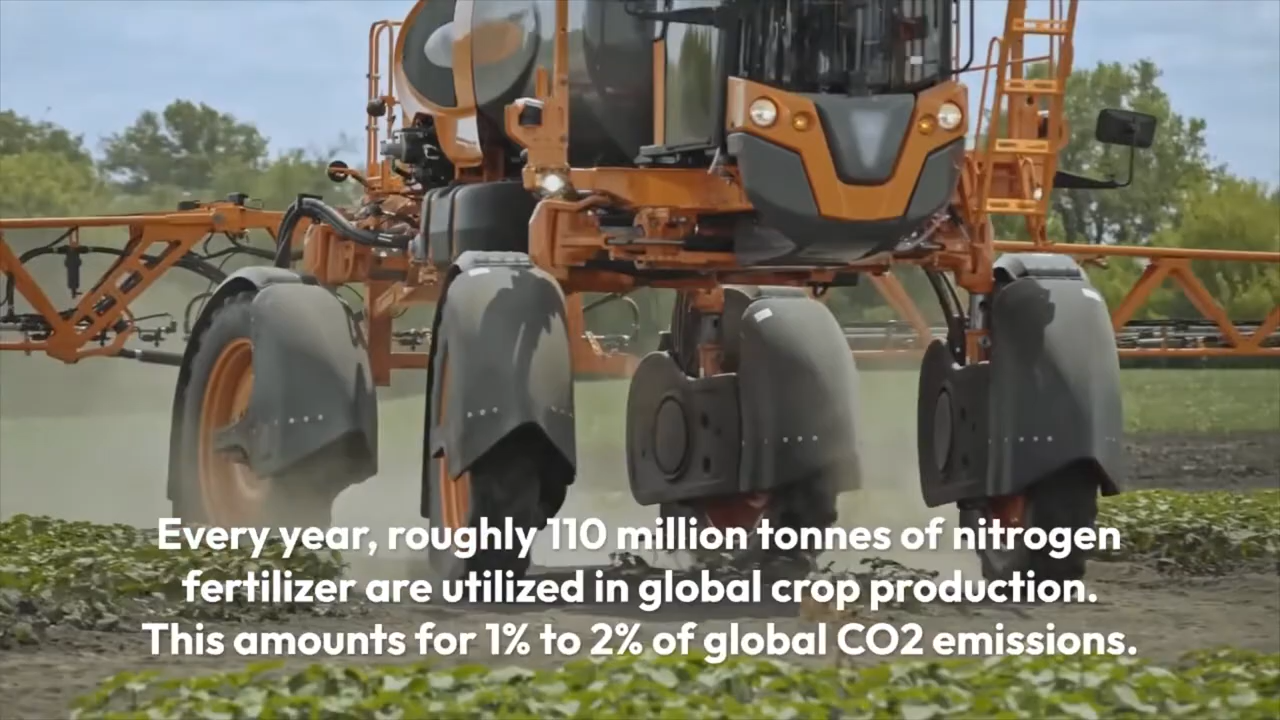 Every year, roughly 110 million tonnes of nitrogen
fertilizer are utilized in global crop production.
This amounts for 1% to 2% of global CO2 emissions.